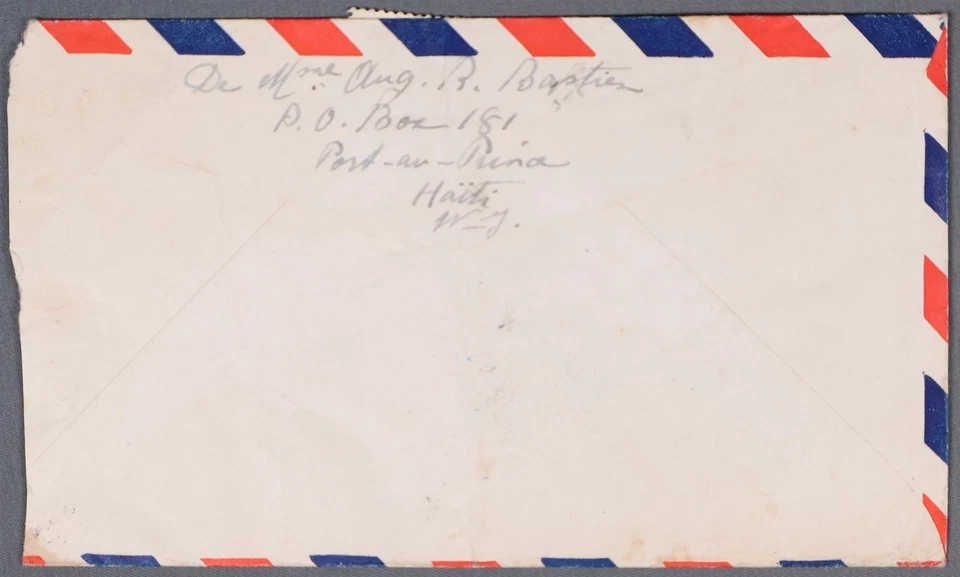 De Mme Aug. R. Bastien
P. O. Box 181
Port-au-Prince
Haïti
W-I.